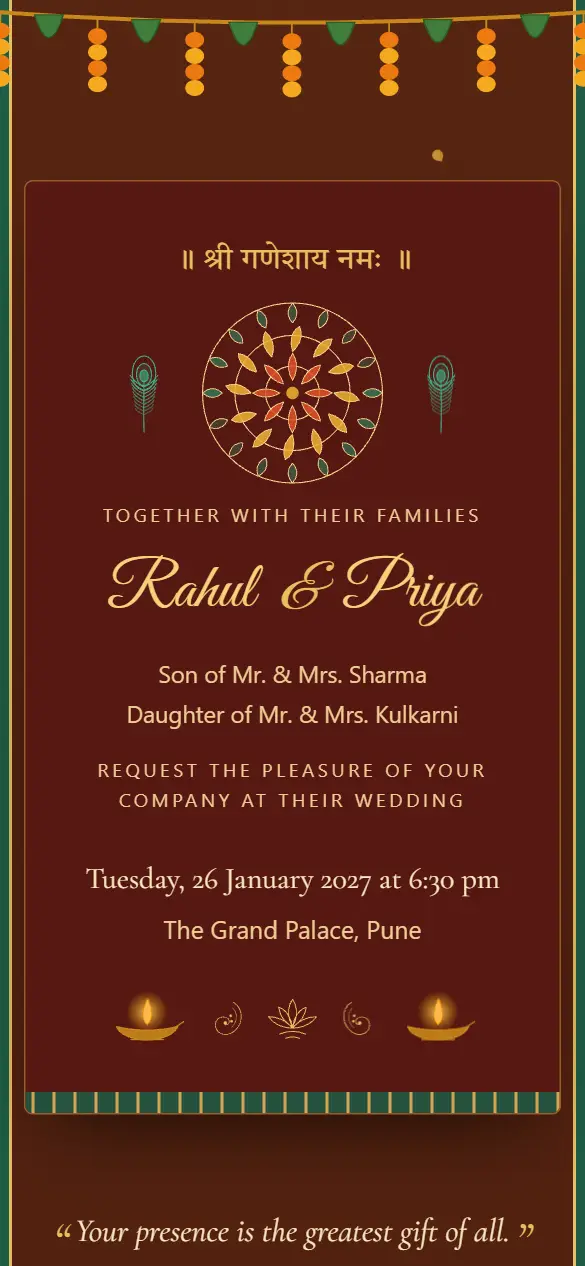 ॥ श्री गणेशाय नमः ॥
TOGETHER WITH THEIR FAMILIES
Rahul & Priya
Son of Mr. & Mrs. Sharma
Daughter of Mr. & Mrs. Kulkarni
REQUEST THE PLEASURE OF YOUR
COMPANY AT THEIR WEDDING
Tuesday, 26 January 2027 at 6:30 pm
The Grand Palace, Pune
“Your presence is the greatest gift of all. ”